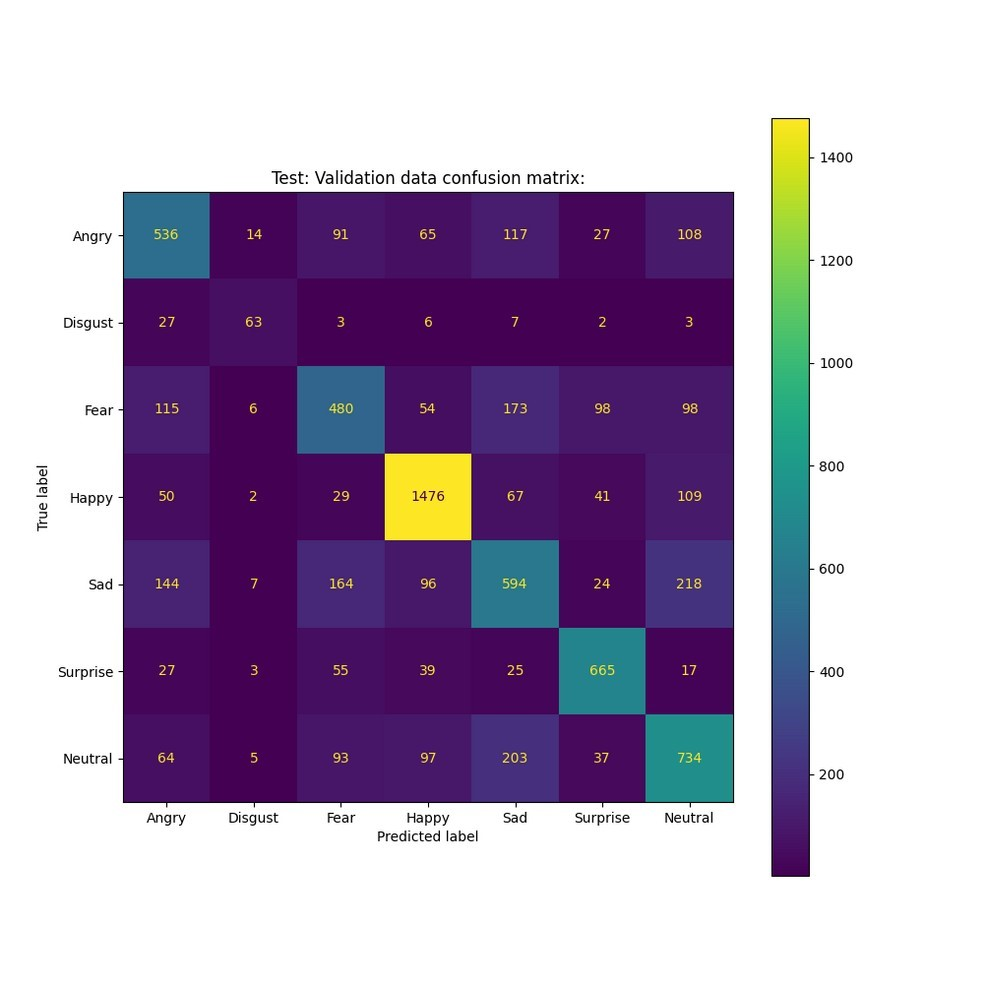 Test: Validation data confusion matrix:
Angry 536 14 91 65 117 27 108
Disgust 27 63 3 6 7 2 3
Fear 115 6 480 54 173 98 98
Happy 50 2 29 1476 67 41 109
Sad 144 7 164 96 594 24 218
Surprise 27 3 55 39 25 665 17
Neutral 64 5 93 97 203 37 734
True label
Angry Disgust Fear Happy Sad Surprise Neutral
Predicted label
1400
1200
1000
800
600
400
200